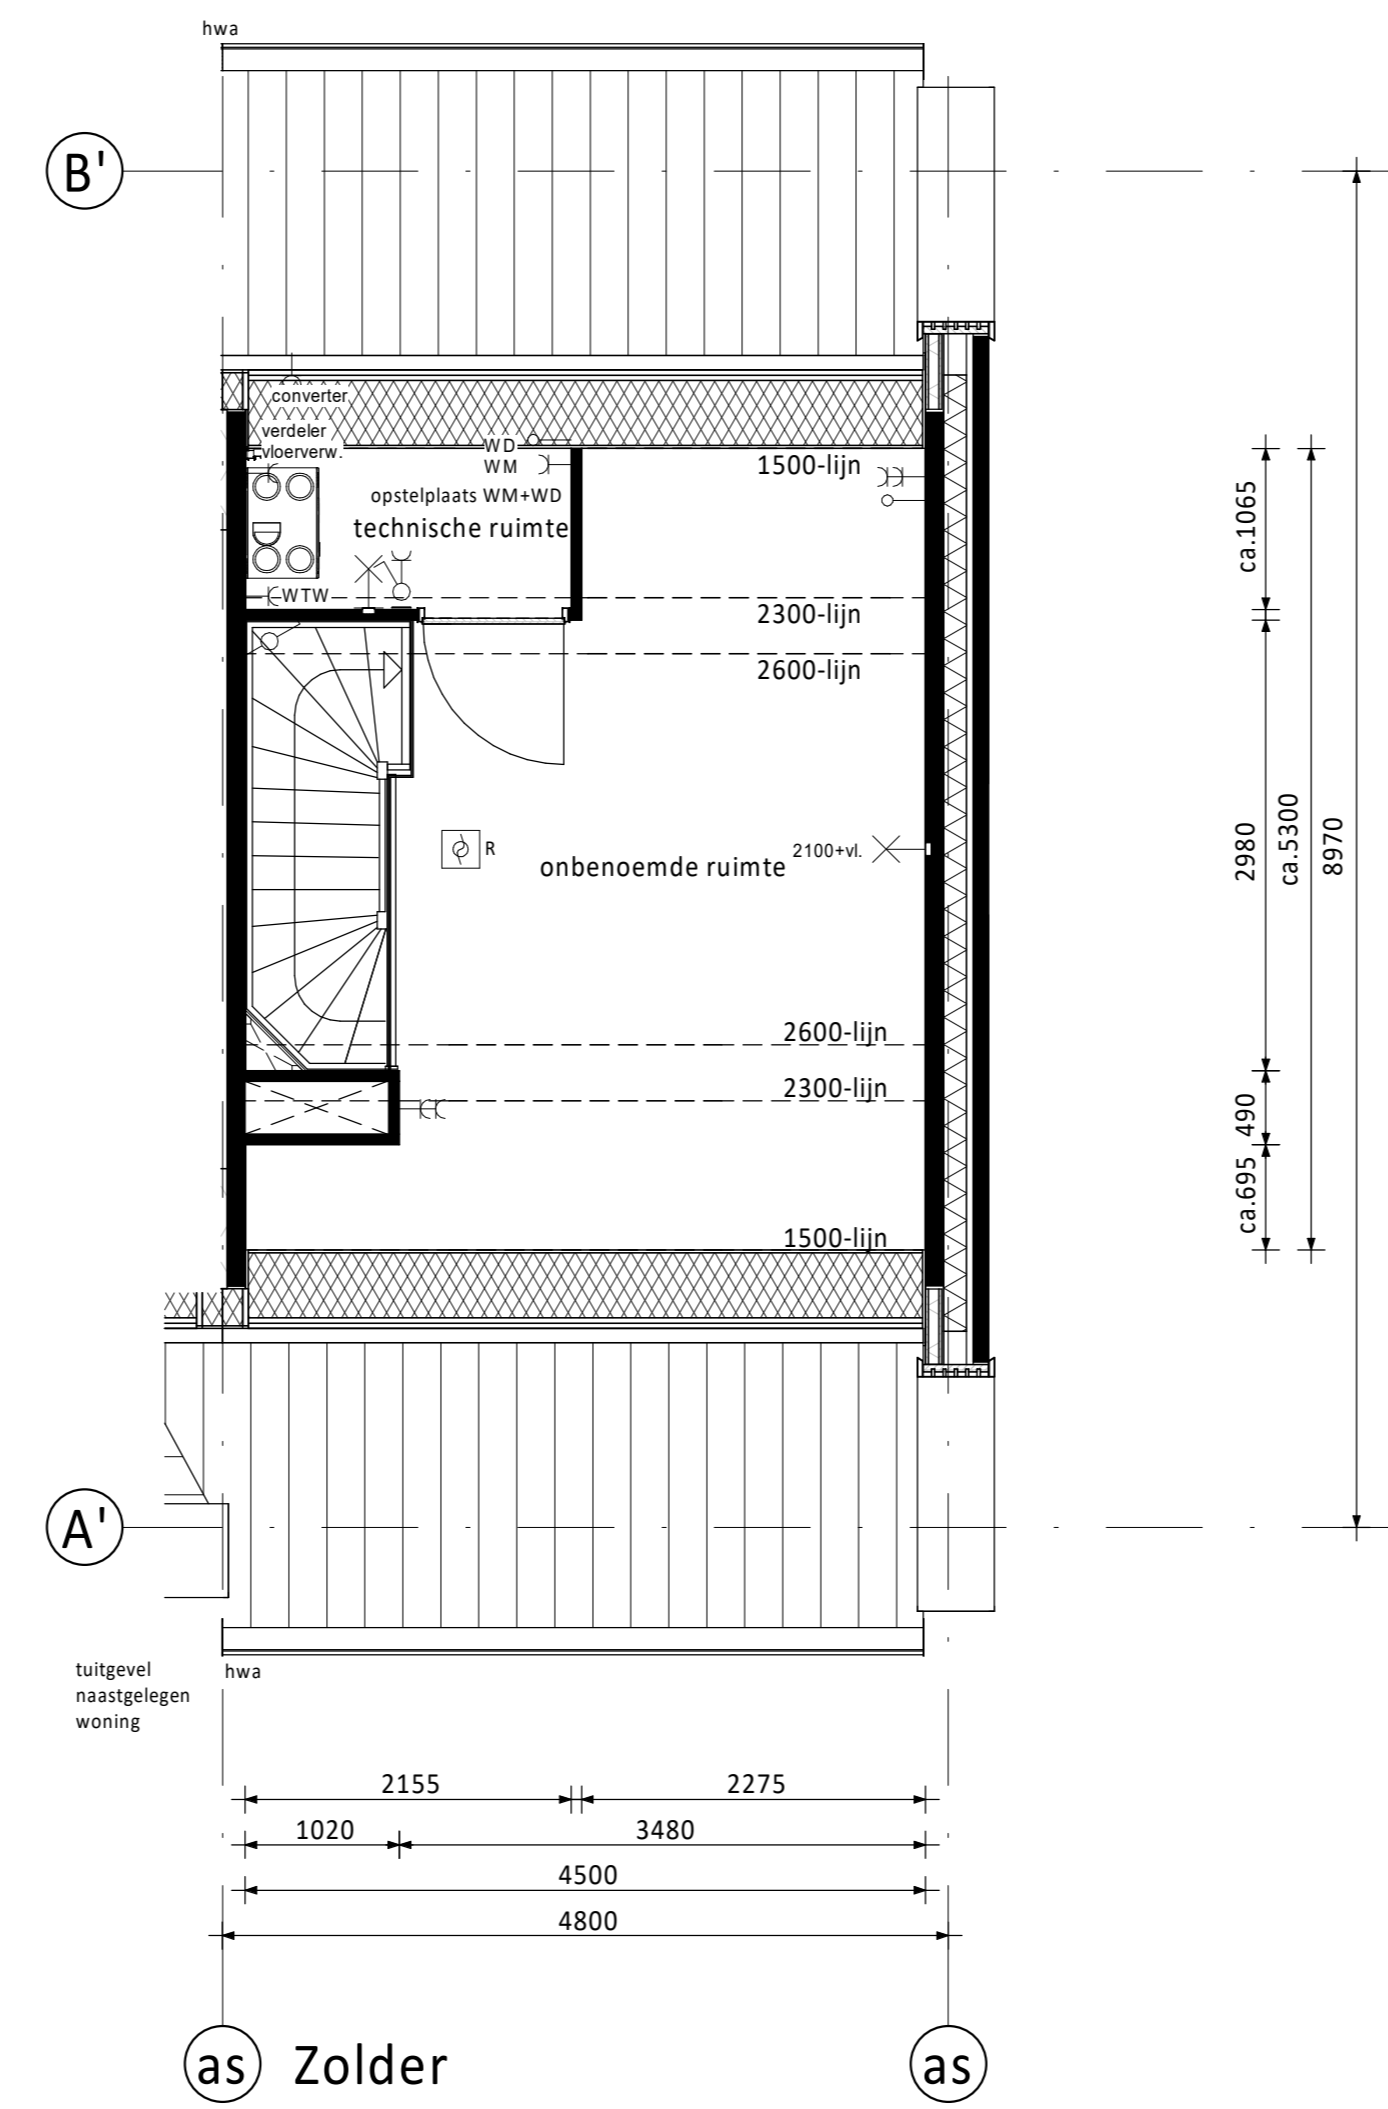 hwa
B'
converter
verdeler
vloerverw.
WD
WM
1500-lijn
opstelplaats WM+WD
technische ruimte
ca.1065
WTW
2300-lijn
2600-lijn
R
onbenoemde ruimte
2100+vl.
2980
ca.5300
8970
2600-lijn
2300-lijn
490
ca.695
1500-lijn
A'
tuitgevel
naastgelegen
woning
hwa
2155
2275
1020
3480
4500
4800
as
Zolder
as